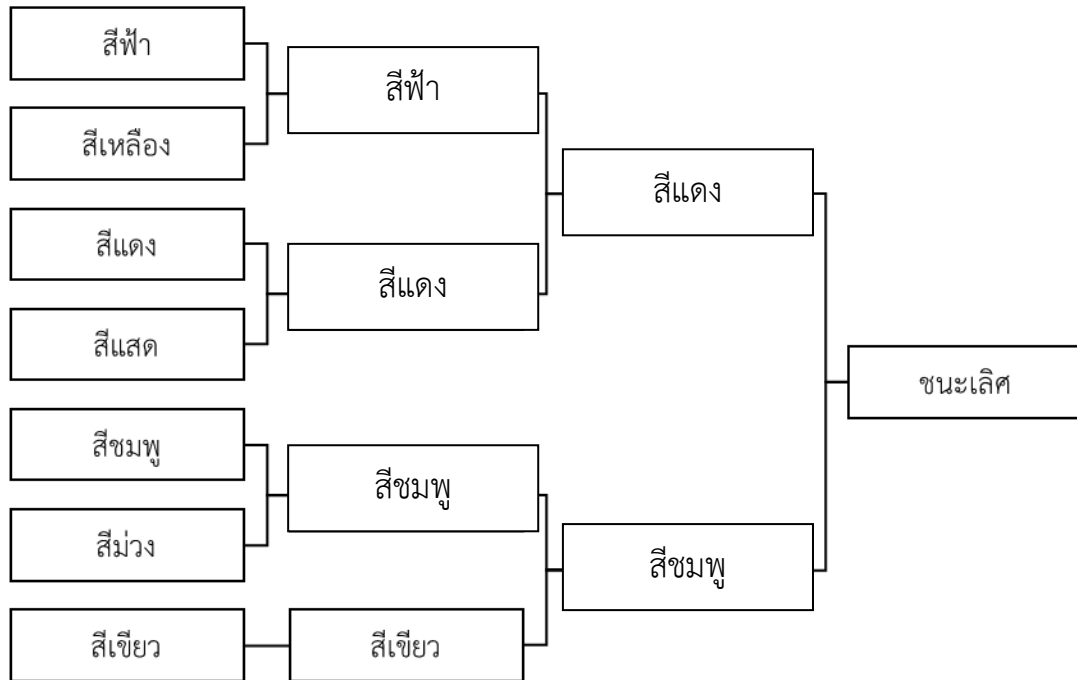 สีฟ้า
สีเหลือง
สีแดง
สีแสด
สีชมพู
สีม่วง
สีเขียว
สีฟ้า
สีแดง
สีชมพู
สีเขียว
สีแดง
สีชมพู
ชนะเลิศ